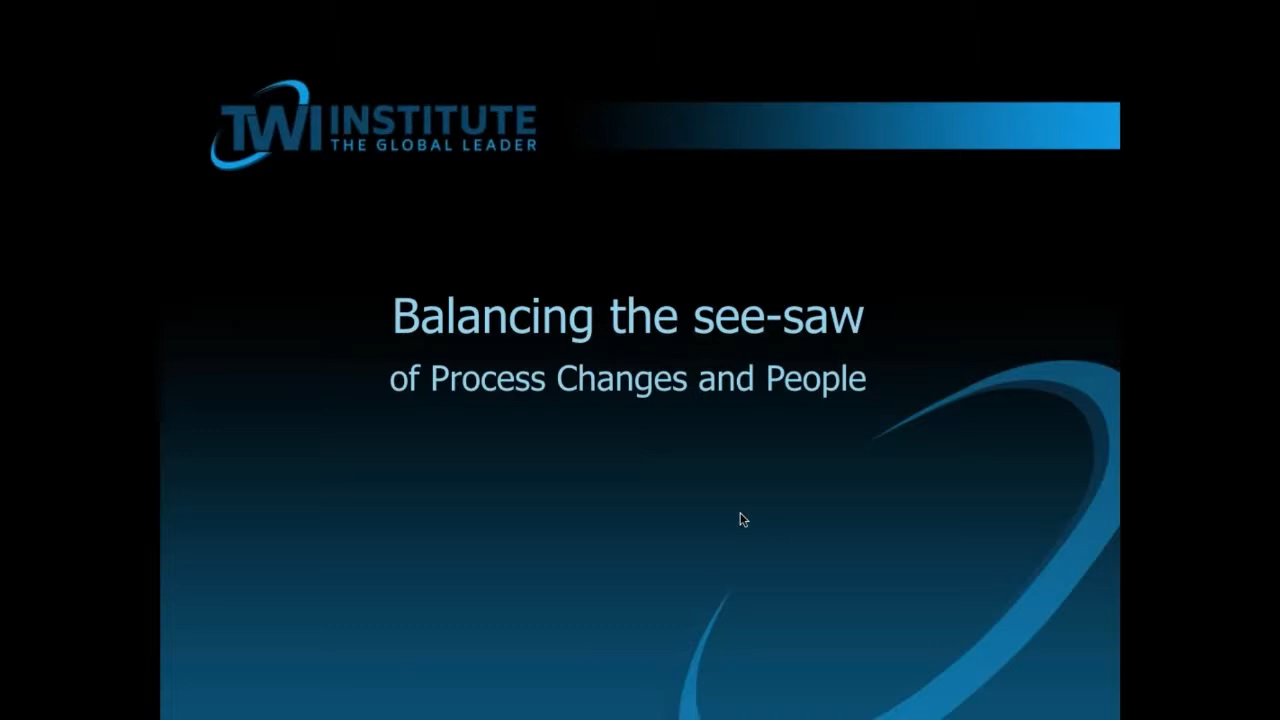 TWI INSTITUTE
THE GLOBAL LEADER
Balancing the see-saw
of Process Changes and People